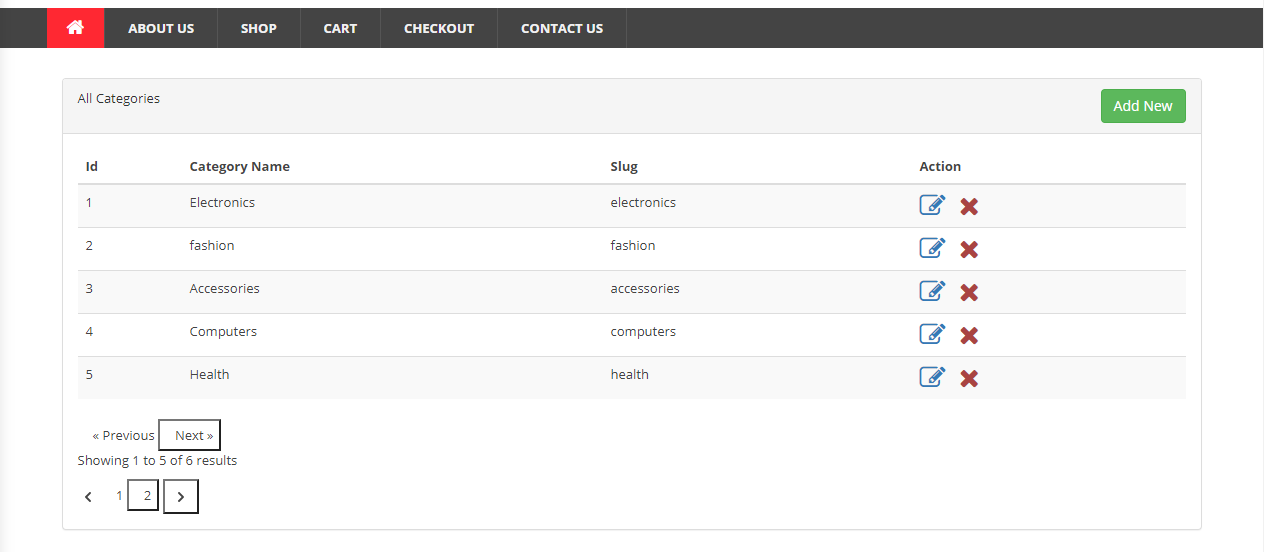 ABOUT US SHOP CART CHECKOUT CONTACT US
All Categories Add New
Id Category Name Slug Action
1 Electronics electronics
2 fashion fashion
3 Accessories accessories
4 Computers computers
5 Health health
« Previous Next »
Showing 1 to 5 of 6 results
1 2